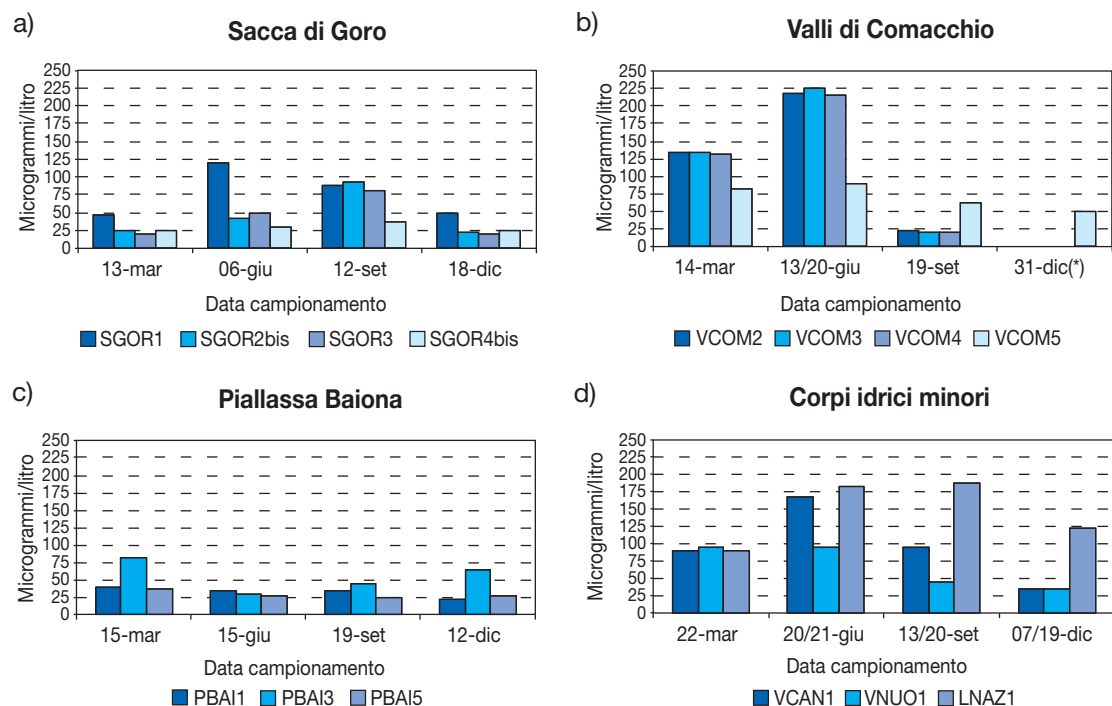 a)
Sacca di Goro
Microgrammi/litro
250
225
200
175
150
125
100
75
50
25
0
13-mar 06-giu 12-set 18-dic
Data campionamento
SGOR1 SGOR2bis SGOR3 SGOR4bis
b)
Valli di Comacchio
Microgrammi/litro
250
225
200
175
150
125
100
75
50
25
0
14-mar 13/20-giu 19-set 31-dic(*)
Data campionamento
VCOM2 VCOM3 VCOM4 VCOM5
c)
Piallassa Baiona
Microgrammi/litro
250
225
200
175
150
125
100
75
50
25
0
15-mar 15-giu 19-set 12-dic
Data campionamento
PBAI1 PBAI3 PBAI5
d)
Corpi idrici minori
Microgrammi/litro
250
225
200
175
150
125
100
75
50
25
0
22-mar 20/21-giu 13/20-set 07/19-dic
Data campionamento
VCAN1 VNUO1 LNAZ1